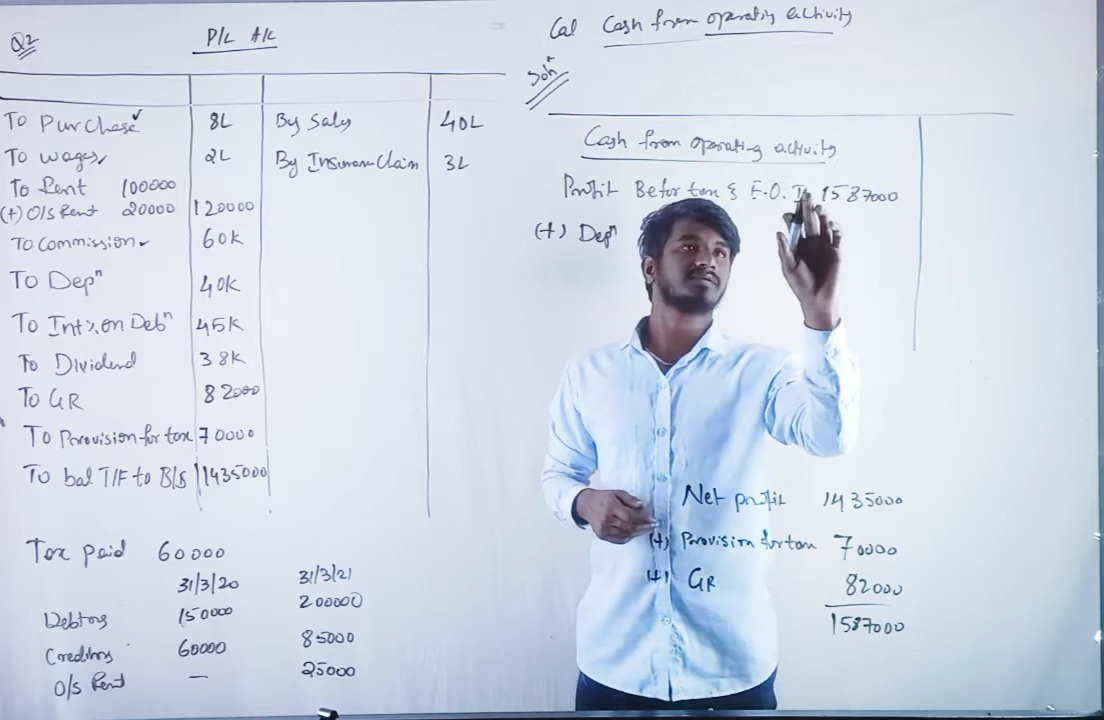 Q2
P/L A/c
To Purchase 8L By Sales 40L
To wages 2L By Insuran Claim 3L
To Rent 100000
(+) O/s Rent 20000 120000
To Commission 60K
To Depⁿ 40K
To Int% on Debⁿ 45K
To Dividend 38K
To GR 82000
To Provision for tax 70000
To bal T/F to B/S 1435000
Tax paid 60000
31/3/20 31/3/21
Debtors 150000 200000
Creditors 60000 85000
O/s Rent — 25000
Cal Cash from operating activity
Solⁿ
Cash from operating activity
Profit Befor tax & E.O. I 1587000
(+) Depⁿ
Net profit 1435000
(+) Provision for tax 70000
(+) GR 82000
1587000